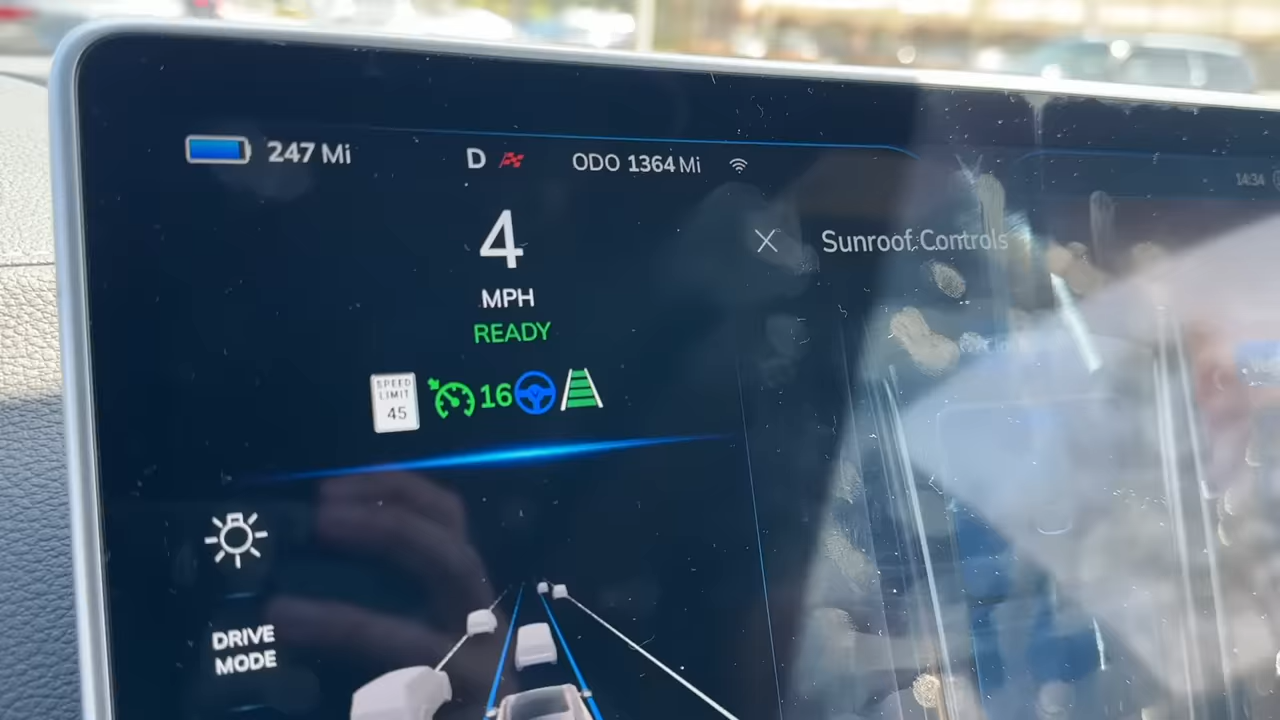 247 Mi
D
ODO 1364 Mi
14:34
4
MPH
READY
Sunroof Controls
SPEED
LIMIT
45
16
DRIVE
MODE